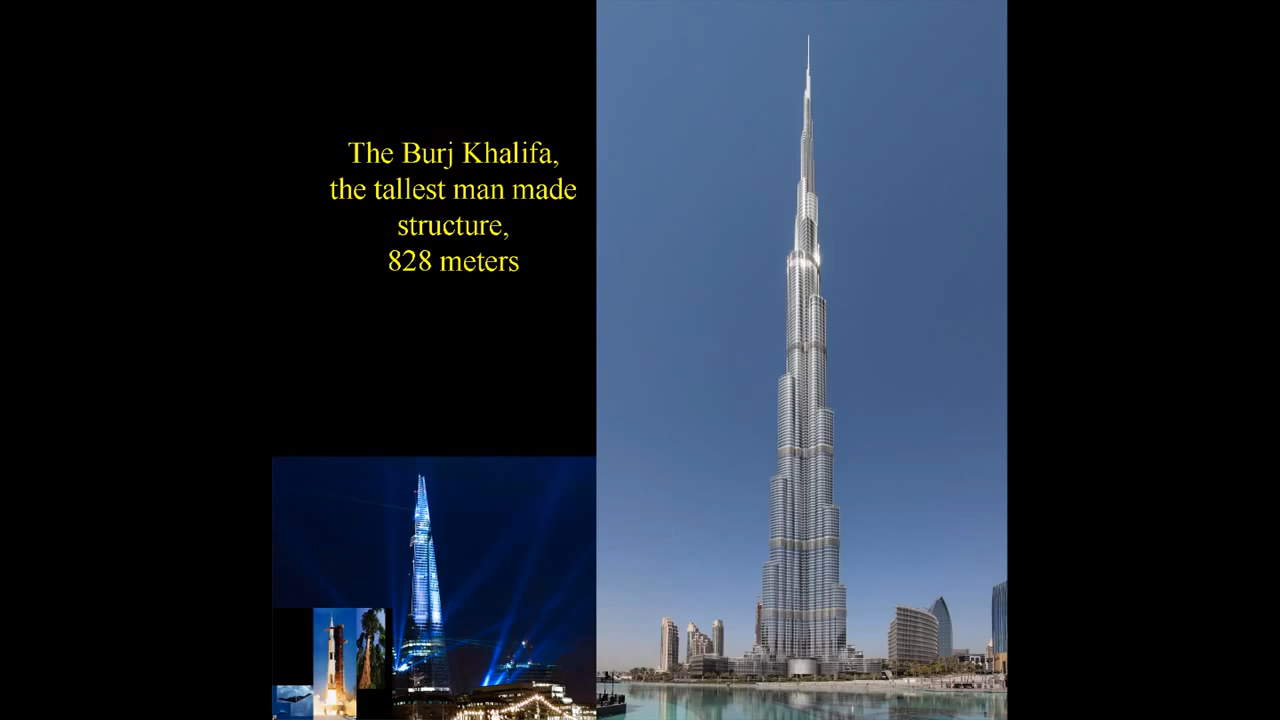 The Burj Khalifa,
the tallest man made
structure,
828 meters